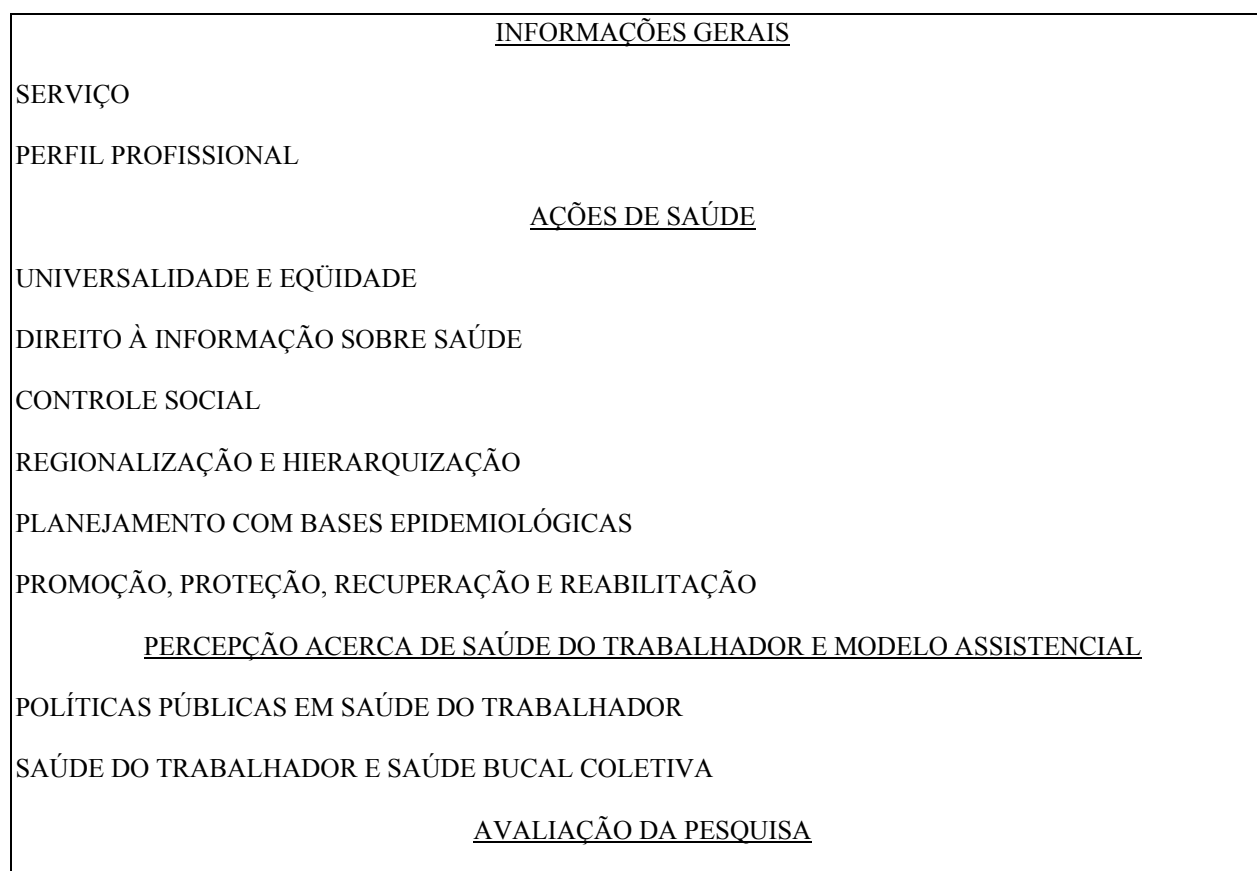 INFORMAÇÕES GERAIS
SERVIÇO
PERFIL PROFISSIONAL
AÇÕES DE SAÚDE
UNIVERSALIDADE E EQÜIDADE
DIREITO À INFORMAÇÃO SOBRE SAÚDE
CONTROLE SOCIAL
REGIONALIZAÇÃO E HIERARQUIZAÇÃO
PLANEJAMENTO COM BASES EPIDEMIOLÓGICAS
PROMOÇÃO, PROTEÇÃO, RECUPERAÇÃO E REABILITAÇÃO
PERCEPÇÃO ACERCA DE SAÚDE DO TRABALHADOR E MODELO ASSISTENCIAL
POLÍTICAS PÚBLICAS EM SAÚDE DO TRABALHADOR
SAÚDE DO TRABALHADOR E SAÚDE BUCAL COLETIVA
AVALIAÇÃO DA PESQUISA